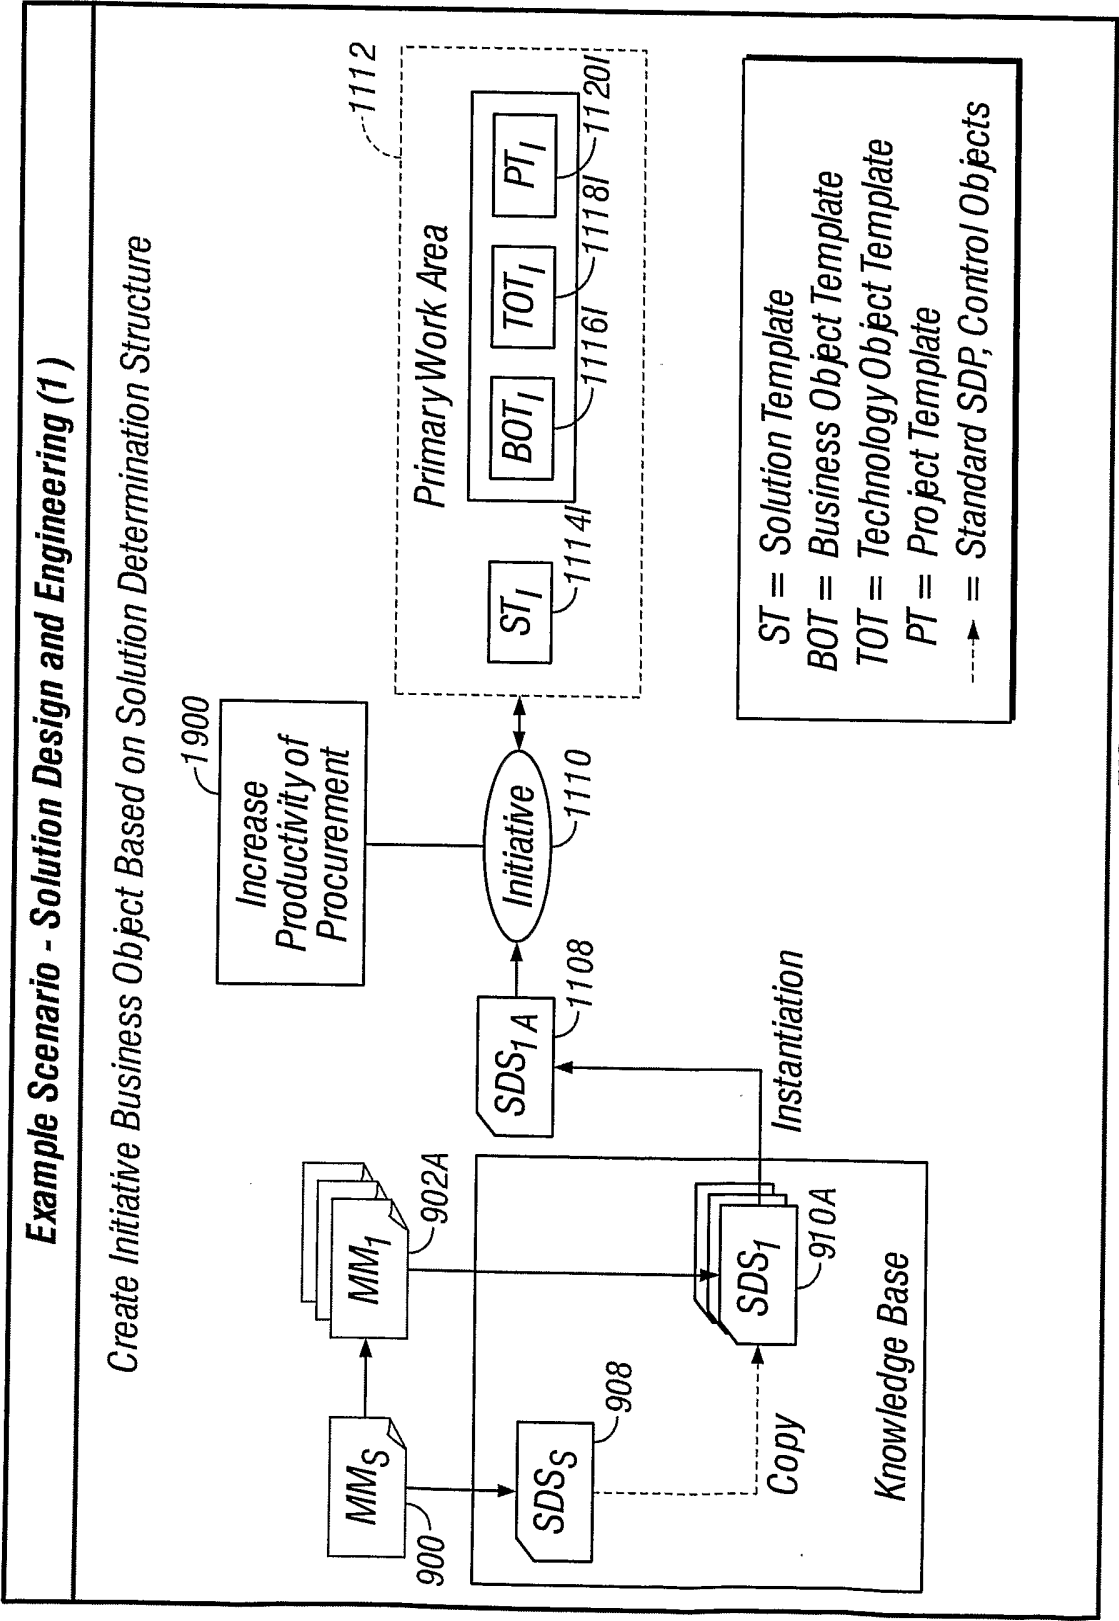 Example Scenario - Solution Design and Engineering (1)
Create Initiative Business Object Based on Solution Determination Structure
MMS
900
MM1
902A
SDSS
908
Copy
SDS1
910A
Knowledge Base
Instantiation
SDS1 A
1108
Increase
Productivity of
Procurement
1900
Initiative
1110
1112
Primary Work Area
STI
1114I
BOTI
1116I
TOTI
1118I
PTI
1120I
ST = Solution Template
BOT = Business Object Template
TOT = Technology Object Template
PT = Project Template
= Standard SDP, Control Objects